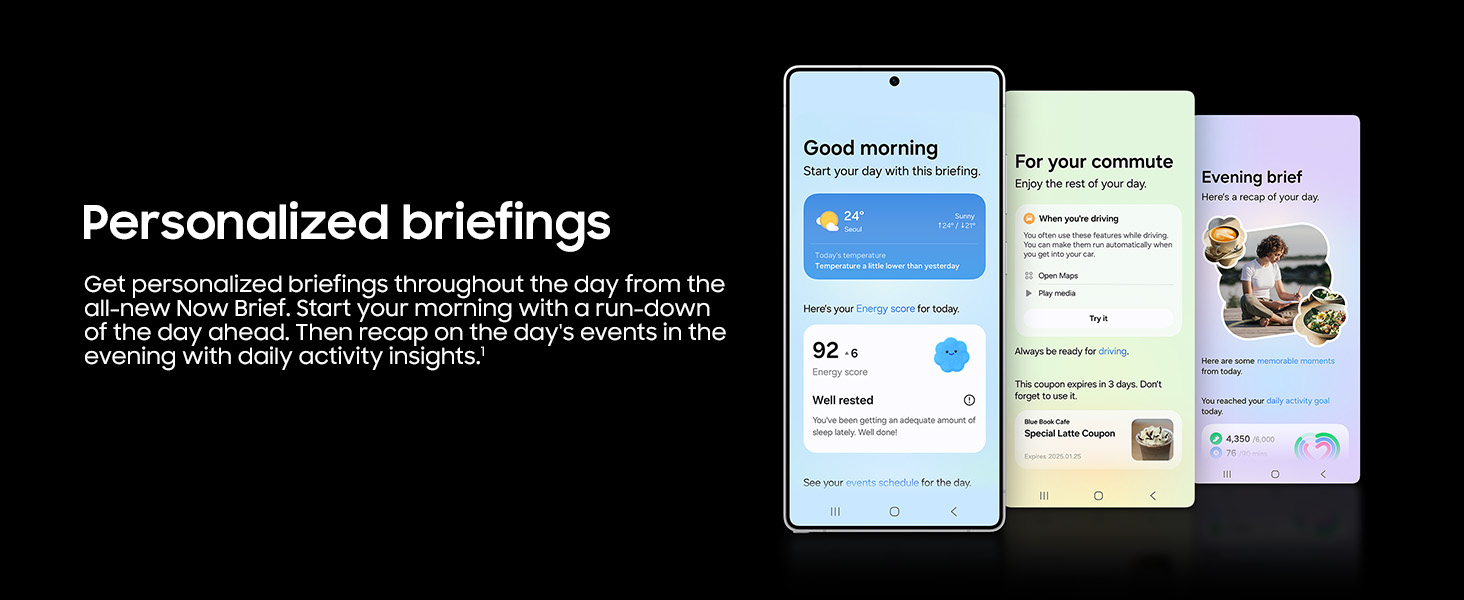 Personalized briefings
Get personalized briefings throughout the day from the
all-new Now Brief. Start your morning with a run-down
of the day ahead. Then recap on the day's events in the
evening with daily activity insights.1
Good morning
Start your day with this briefing.
24°
Seoul
Sunny
↑24° / ↓21°
Today's temperature
Temperature a little lower than yesterday
Here's your Energy score for today.
92 ▲6
Energy score
Well rested
You've been getting an adequate amount of
sleep lately. Well done!
See your events schedule for the day.
For your commute
Enjoy the rest of your day.
When you're driving
You often use these features while driving.
You can make them run automatically when
you get into your car.
Open Maps
Play media
Try it
Always be ready for driving.
This coupon expires in 3 days. Don't
forget to use it.
Blue Book Cafe
Special Latte Coupon
Expires 2025.01.25
Evening brief
Here's a recap of your day.
Here are some memorable moments
from today.
You reached your daily activity goal
today.
4,350 /6,000
76 /90 mins